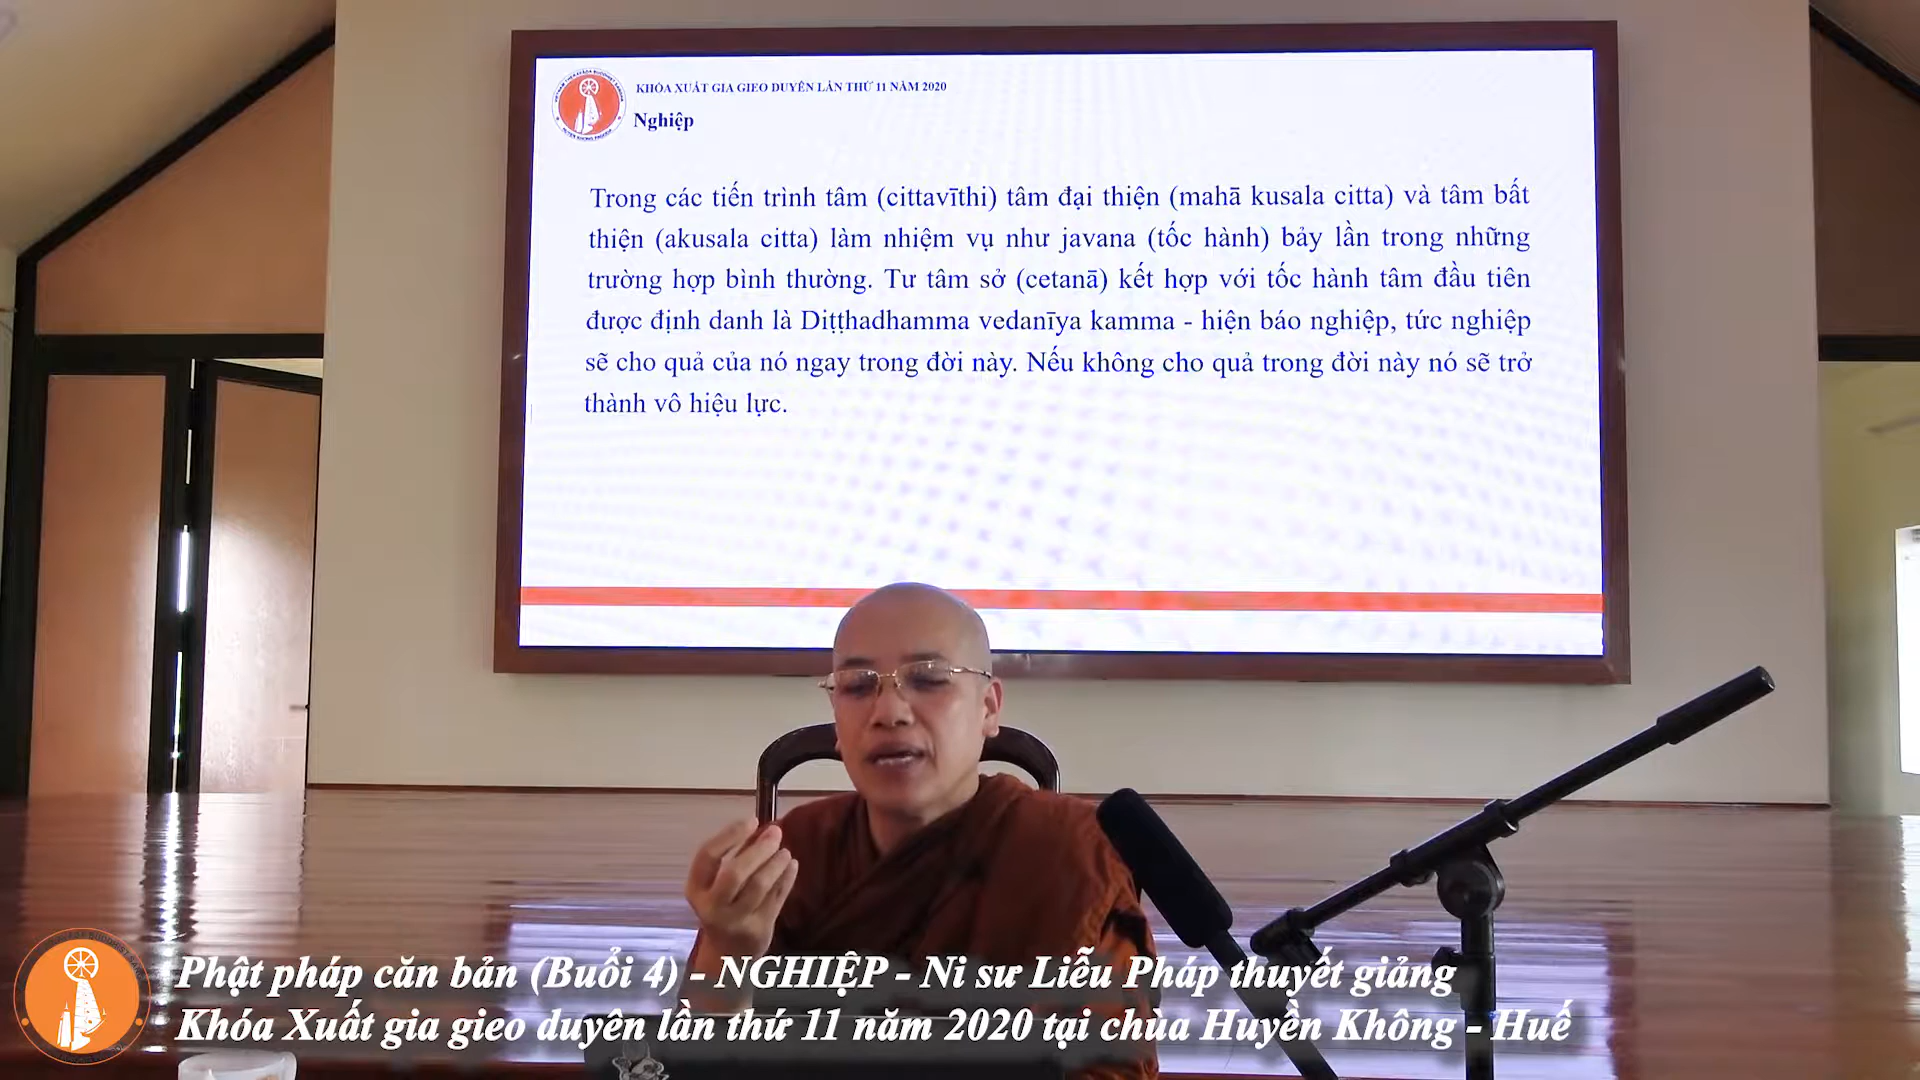 KHÓA XUẤT GIA GIEO DUYÊN LẦN THỨ 11 NĂM 2020
Nghiệp
Trong các tiến trình tâm (cittavīthi) tâm đại thiện (mahā kusala citta) và tâm bất
thiện (akusala citta) làm nhiệm vụ như javana (tốc hành) bảy lần trong những
trường hợp bình thường. Tư tâm sở (cetanā) kết hợp với tốc hành tâm đầu tiên
được định danh là Diṭṭhadhamma vedanīya kamma - hiện báo nghiệp, tức nghiệp
sẽ cho quả của nó ngay trong đời này. Nếu không cho quả trong đời này nó sẽ trở
thành vô hiệu lực.
Phật pháp căn bản (Buổi 4) - NGHIỆP - Ni sư Liễu Pháp thuyết giảng
Khóa Xuất gia gieo duyên lần thứ 11 năm 2020 tại chùa Huyền Không - Huế